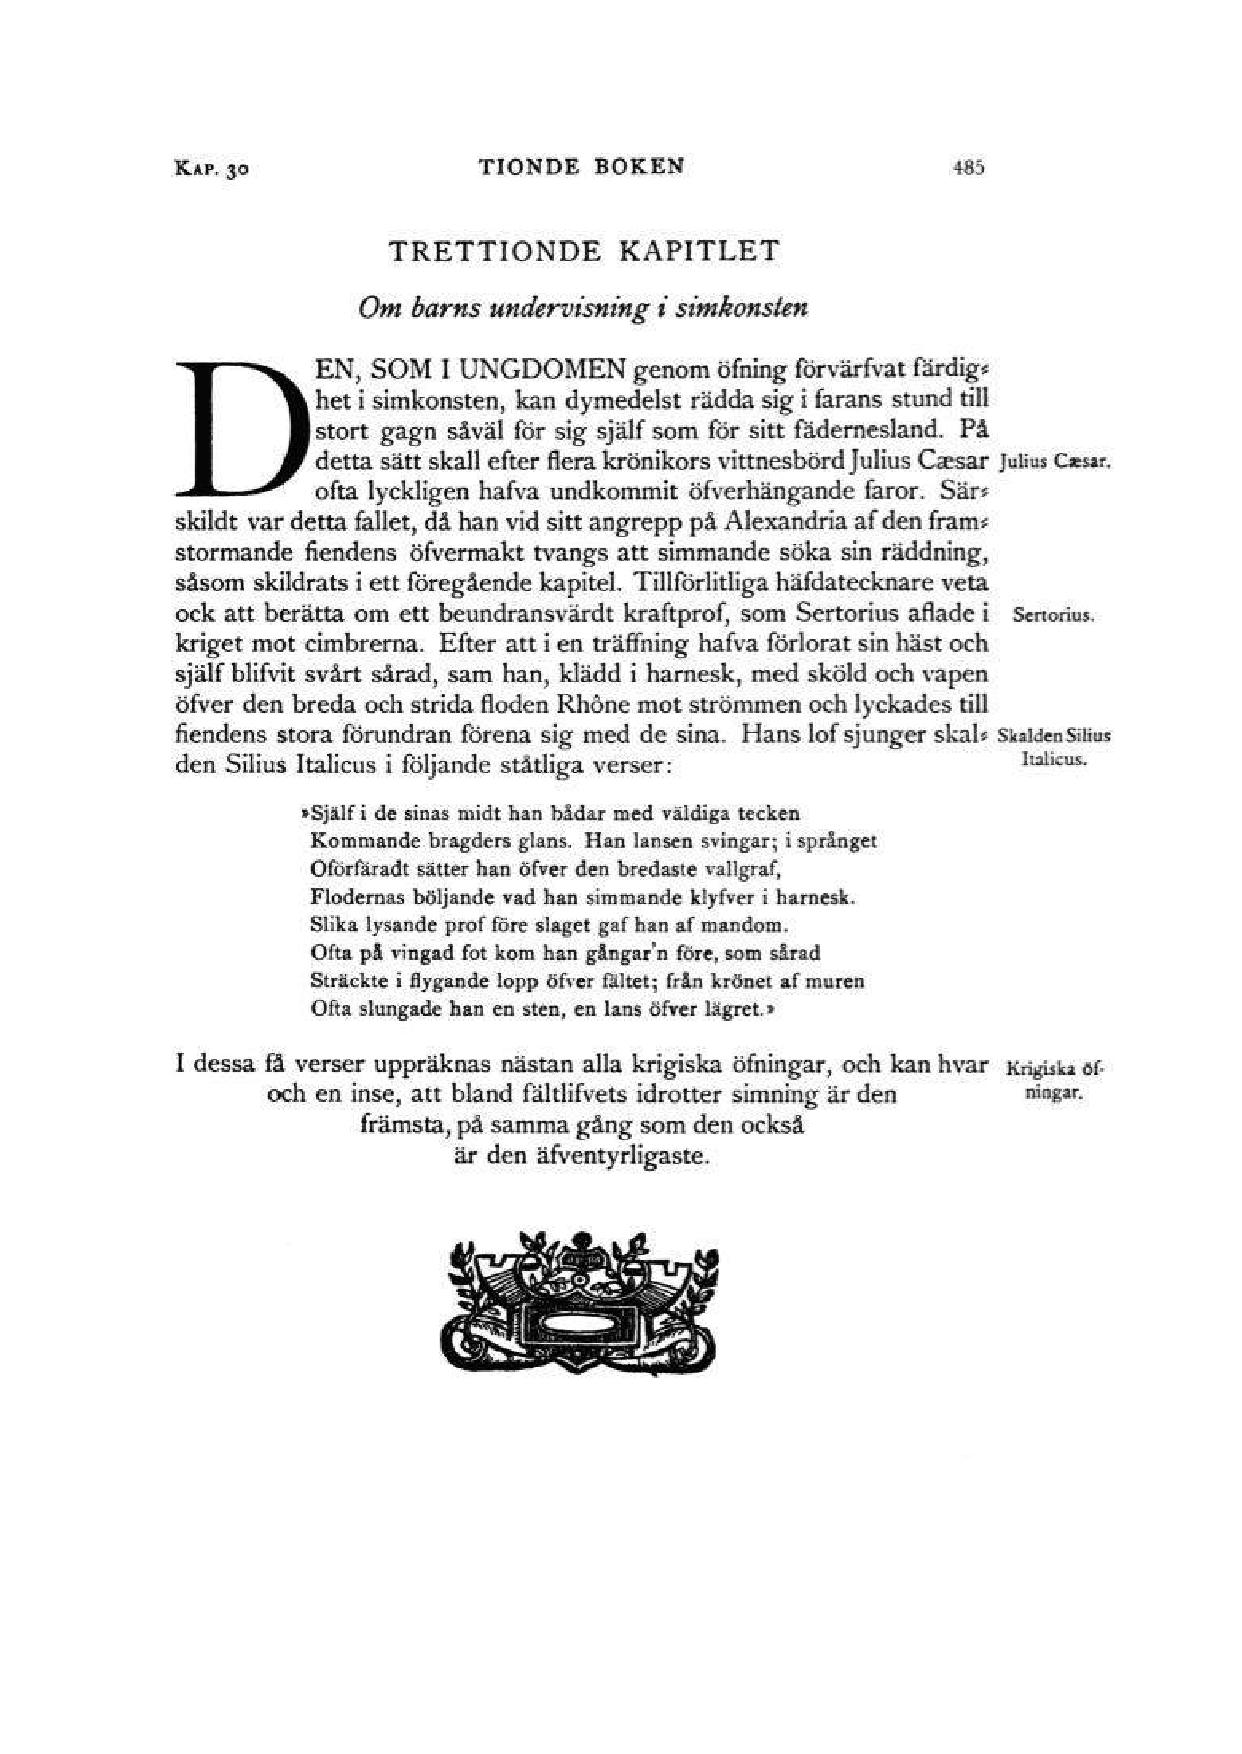 KAP. 30 TIONDE BOKEN 485
TRETTIONDE KAPITLET
Om barns undervisning i simkonsten
DEN, SOM I UNGDOMEN genom öfning förvärfvat färdig-
het i simkonsten, kan dymedelst rädda sig i farans stund till
stort gagn såväl för sig själf som för sitt fädernesland. På
detta sätt skall efter flera krönikors vittnesbörd Julius Cæsar
Julius Cæsar.
ofta lyckligen hafva undkommit öfverhängande faror. Sär-
skildt var detta fallet, då han vid sitt angrepp på Alexandria af den fram-
stormande fiendens öfvermakt tvangs att simmande söka sin räddning,
såsom skildrats i ett föregående kapitel. Tillförlitliga häfdatecknare veta
ock att berätta om ett beundransvärdt kraftprof, som Sertorius aflade i
Sertorius.
kriget mot cimbrerna. Efter att i en träffning hafva förlorat sin häst och
själf blifvit svårt sårad, sam han, klädd i harnesk, med sköld och vapen
öfver den breda och strida floden Rhône mot strömmen och lyckades till
fiendens stora förundran förena sig med de sina. Hans lof sjunger skal-
Skalden Silius
den Silius Italicus i följande ståtliga verser:
Italicus.
»Själf i de sinas midt han bådar med väldiga tecken
Kommande bragders glans. Han lansen svingar; i språnget
Oförfäradt sätter han öfver den bredaste vallgraf,
Flodernas böljande vad han simmande klyfver i harnesk.
Slika lysande prof före slaget gaf han af mandom.
Ofta på vingad fot kom han gångar'n före, som sårad
Sträckte i flygande lopp öfver fältet; från krönet af muren
Ofta slungade han en sten, en lans öfver lägret.»
I dessa få verser uppräknas nästan alla krigiska öfningar, och kan hvar
Krigiska öf-
och en inse, att bland fältlifvets idrotter simning är den
ningar.
främsta, på samma gång som den också
är den äfventyrligaste.